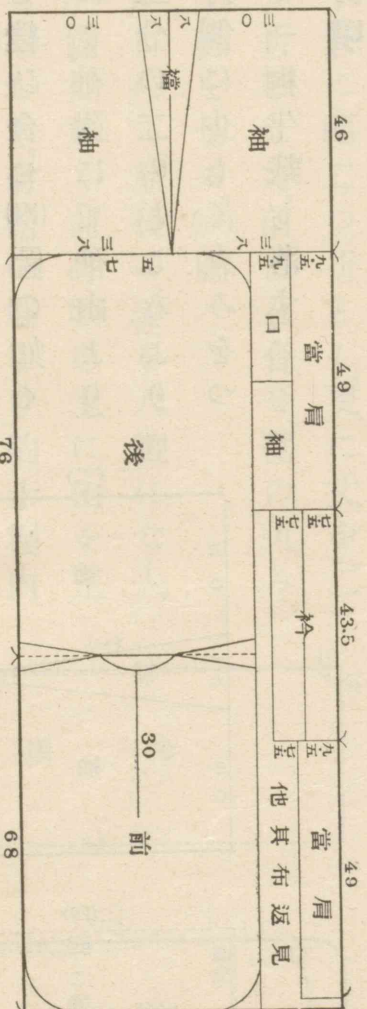 49
肩當
九・五
見返布其他
七・五
43.5
七・五
衿
七・五
49
肩當
九・五
九・五
袖口
46
三八
袖
三〇
八
襠
八
三八
袖
三〇
七五
後
76
30
前
68